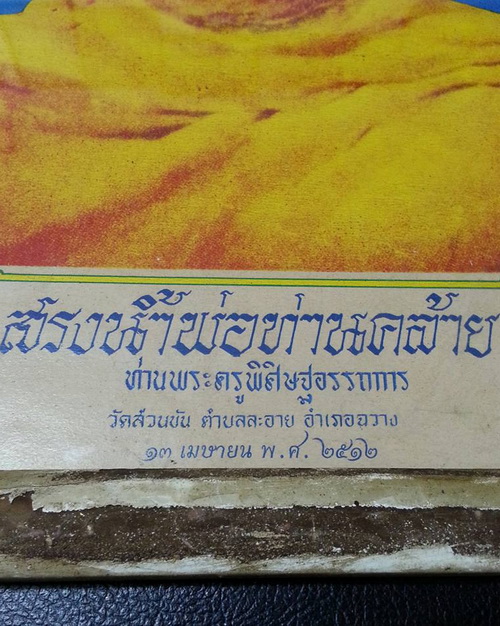 สรงน้ำพ่อท่านคล้าย
ท่านพระครูพิศิษฐอรรถการ
วัดส้วนขัน ตำบลละอาย อำเภอฉวาง
๑๓ เมษายน พ.ศ. ๒๕๑๒